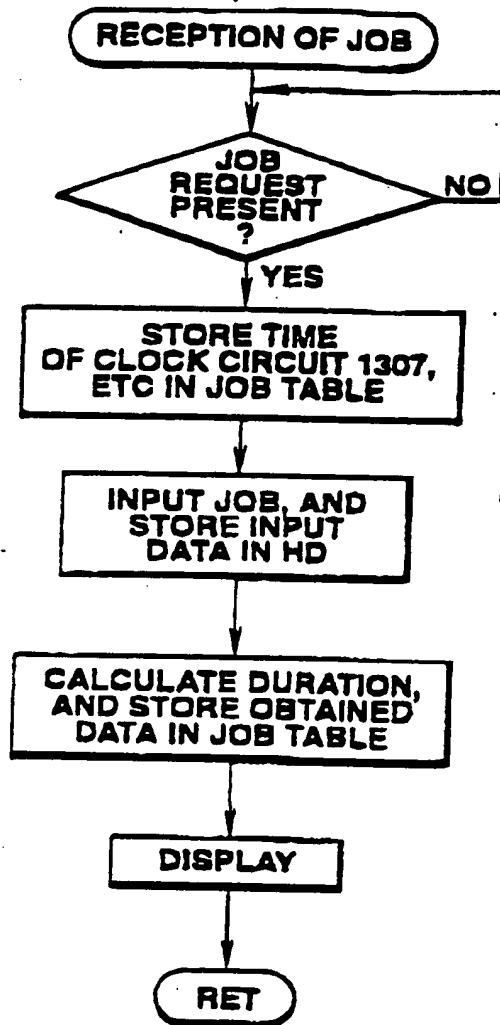 RECEPTION OF JOB
JOB
REQUEST
PRESENT
?
NO
YES
STORE TIME
OF CLOCK CIRCUIT 1307,
ETC IN JOB TABLE
INPUT JOB, AND
STORE INPUT
DATA IN HD
CALCULATE DURATION,
AND STORE OBTAINED
DATA IN JOB TABLE
DISPLAY
RET